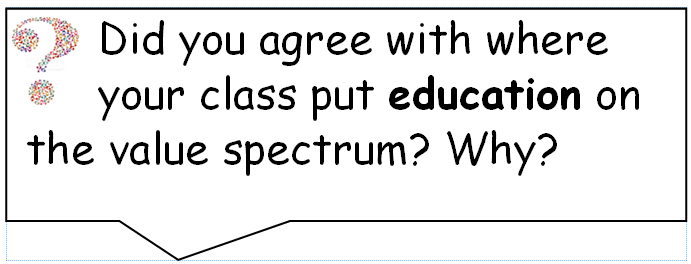 Did you agree with where
your class put education on
the value spectrum? Why?